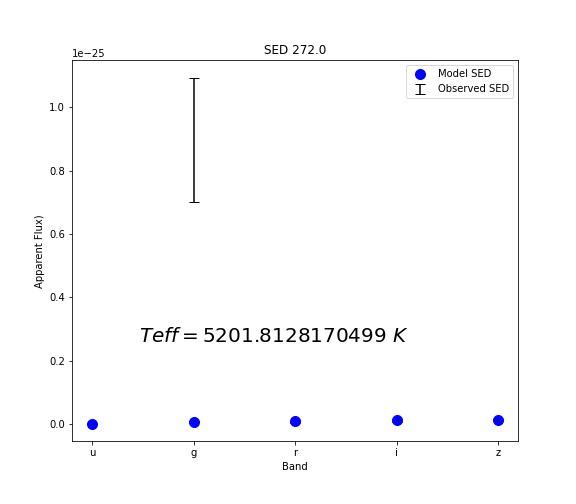 SED 272.0
1e−25
Model SED
Observed SED
1.0
0.8
0.6
0.4
0.2
0.0
Apparent Flux)
Teff = 5201.8128170499 K
u g r i z
Band